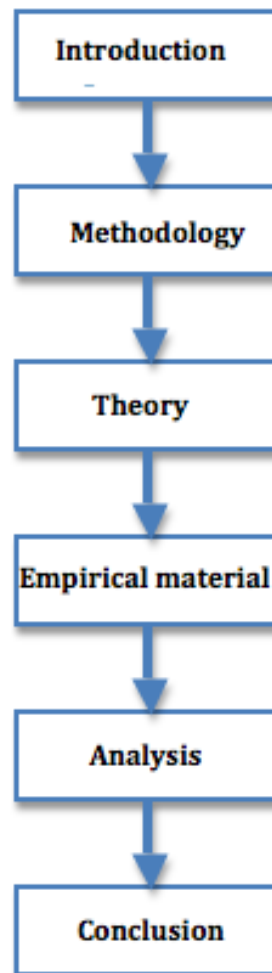 Introduction
Methodology
Theory
Empirical material
Analysis
Conclusion